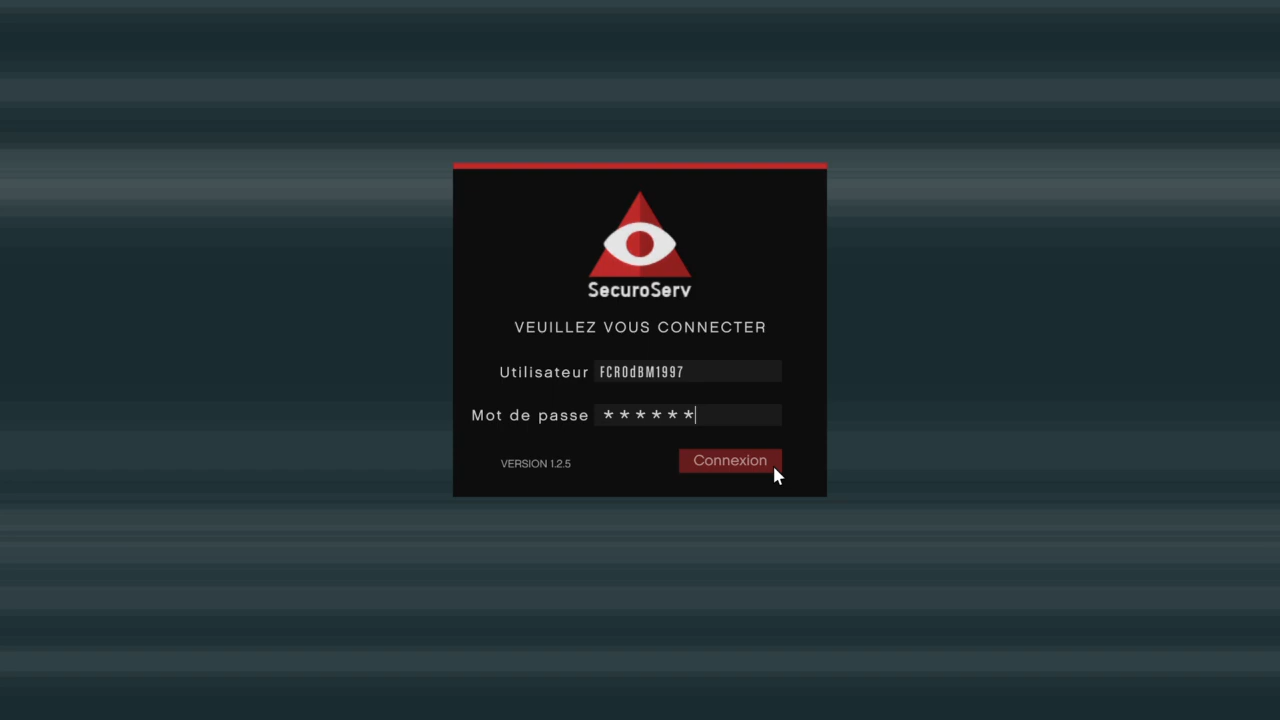 SecuroServ
VEUILLEZ VOUS CONNECTER
Utilisateur FCR0dBM1997
Mot de passe ******
VERSION 1.2.5 Connexion